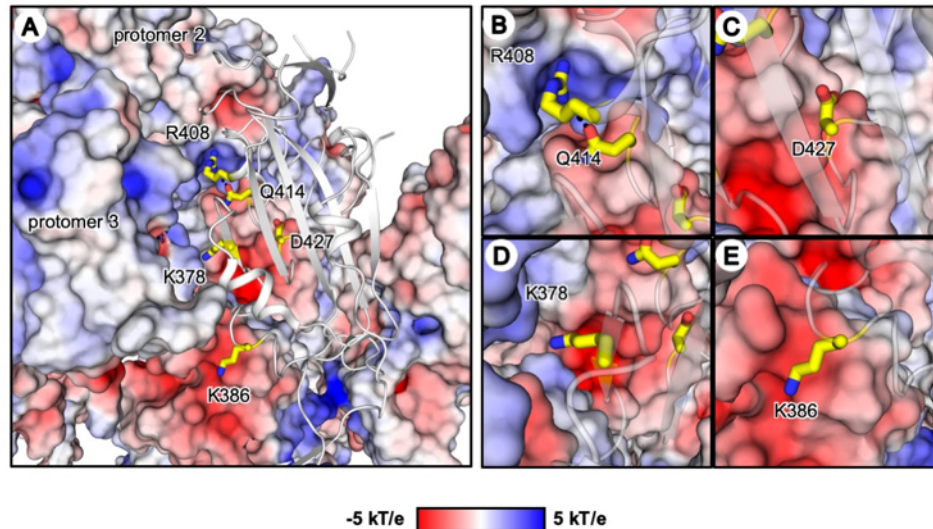 A
protomer 2
R408
Q414
protomer 3
D427
K378
K386
B
R408
Q414
C
D427
D
K378
E
K386
-5 kT/e 5 kT/e